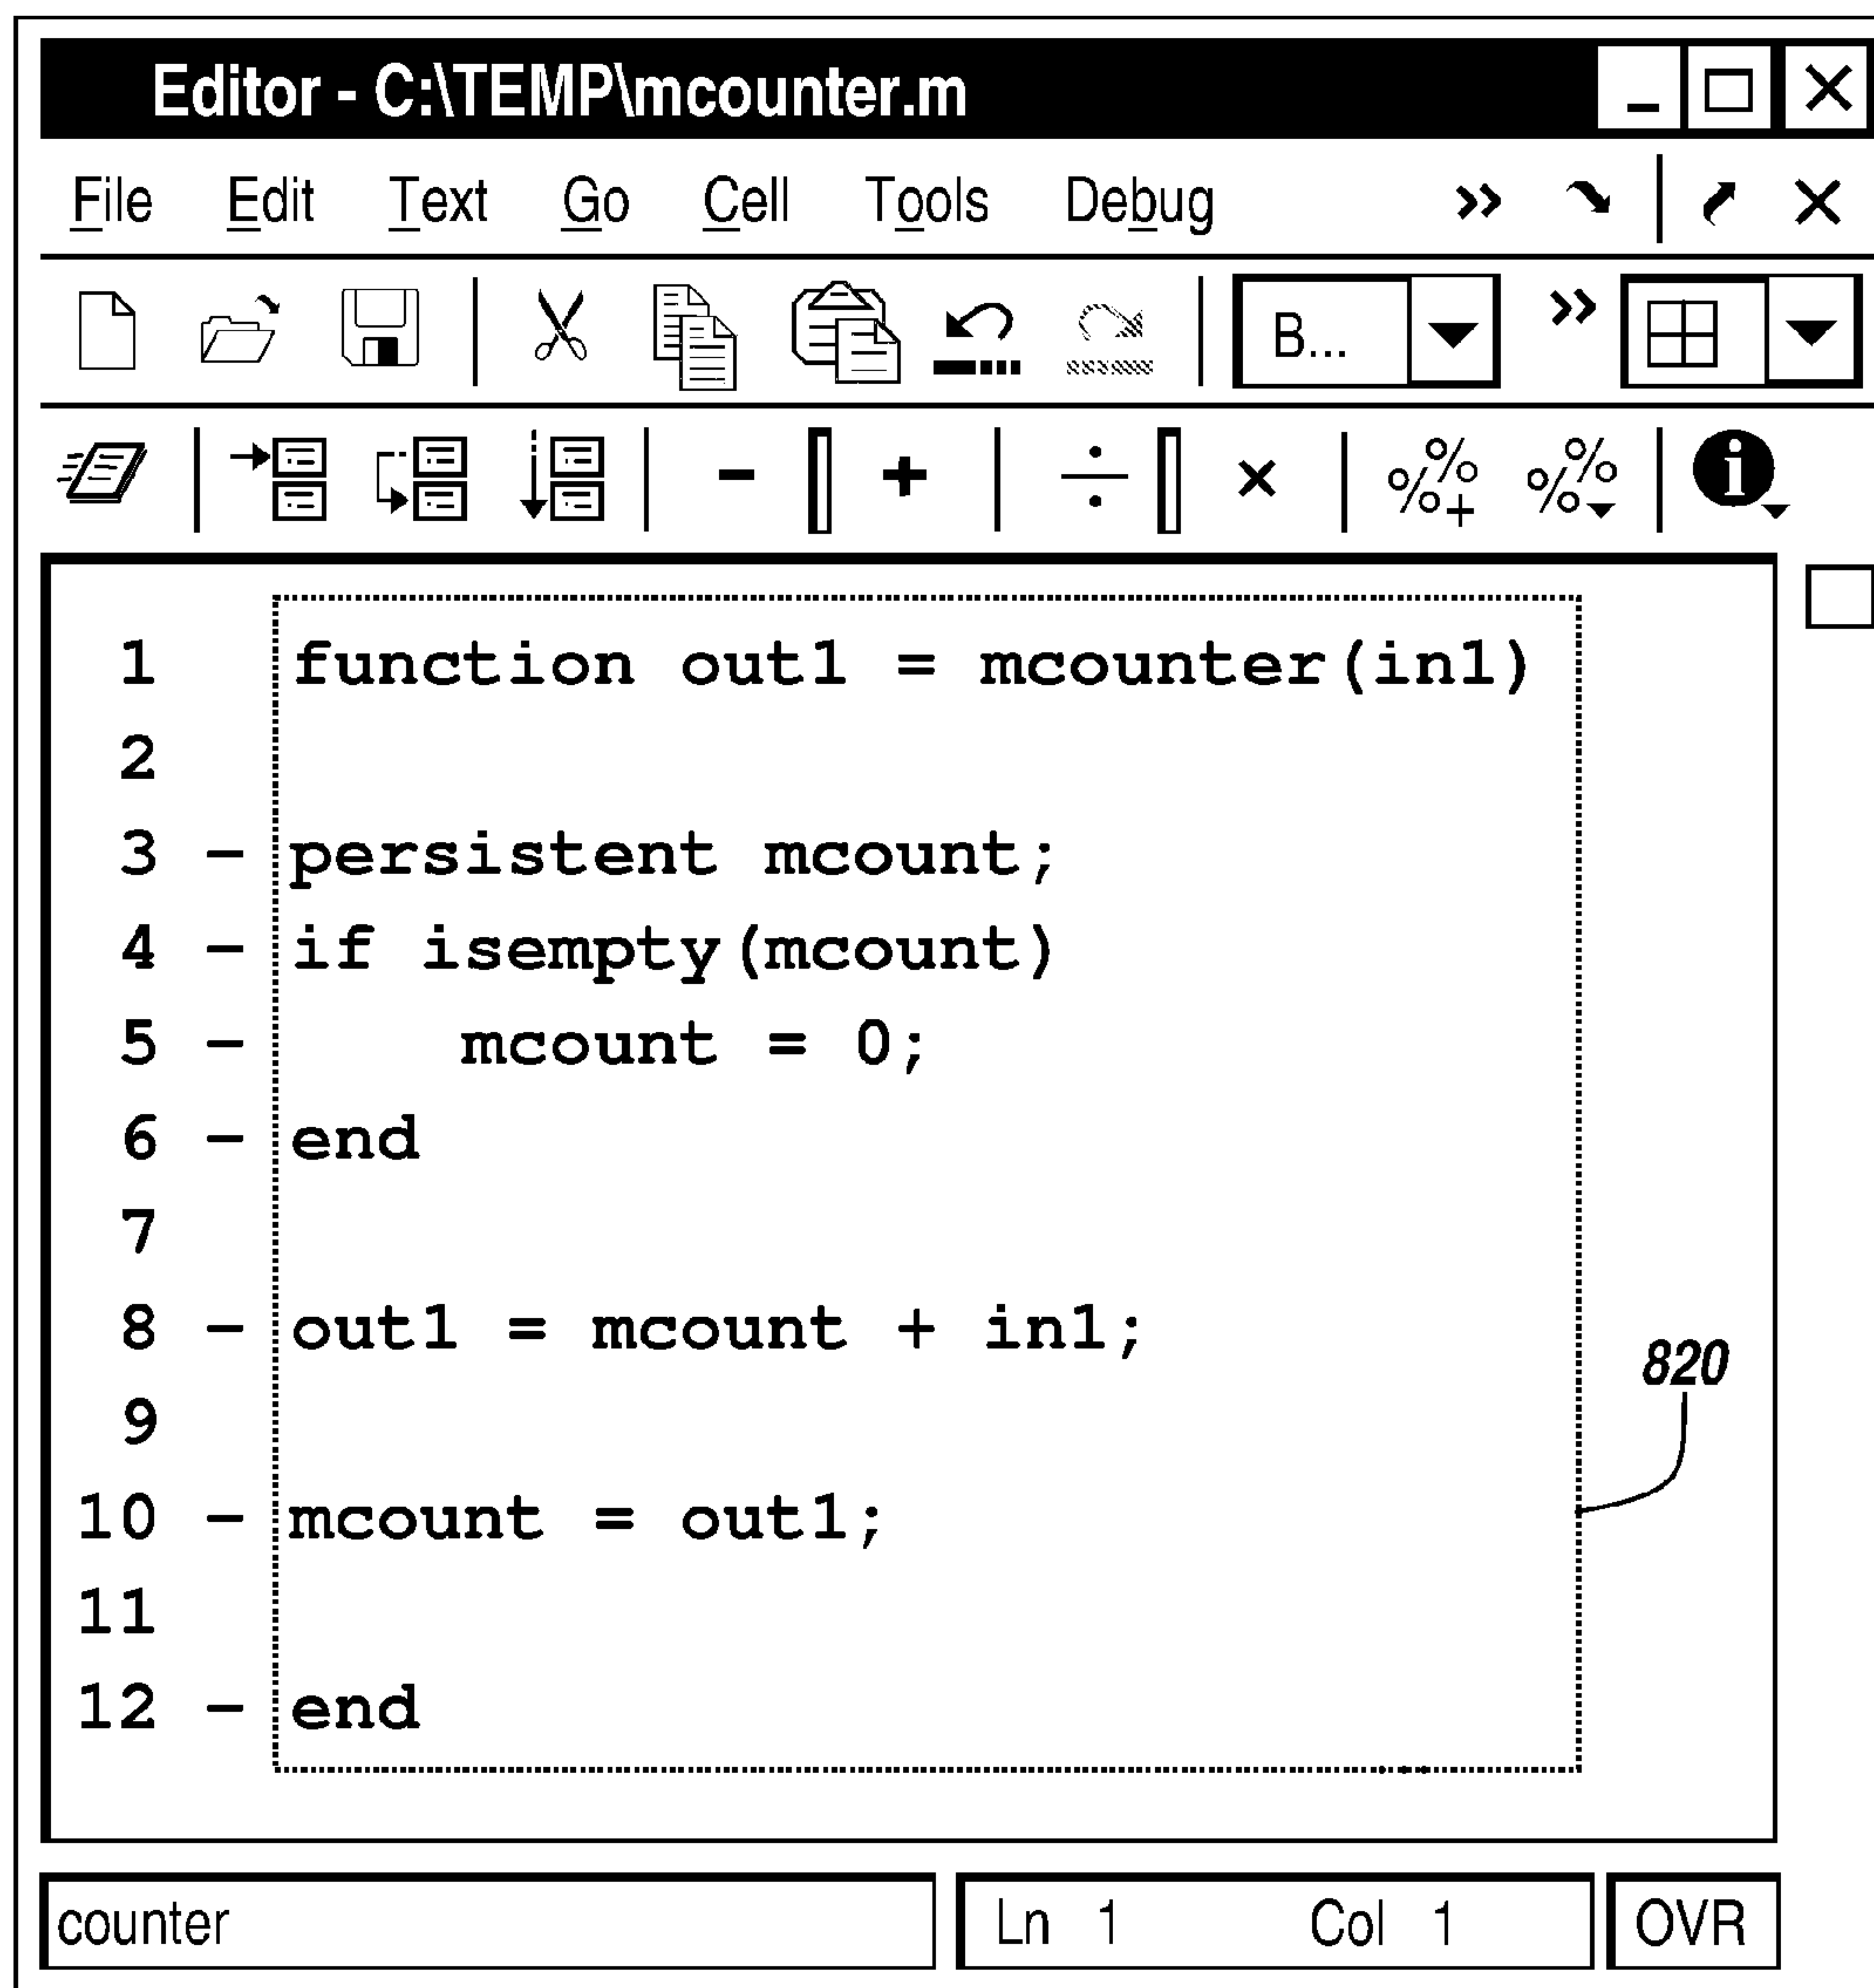 Editor - C:\TEMP\mcounter.m
File Edit Text Go Cell Tools Debug
B...
1 function out1 = mcounter(in1)
2
3 - persistent mcount;
4 - if isempty(mcount)
5 -     mcount = 0;
6 - end
7
8 - out1 = mcount + in1;
820
9
10 - mcount = out1;
11
12 - end
counter Ln 1 Col 1 OVR